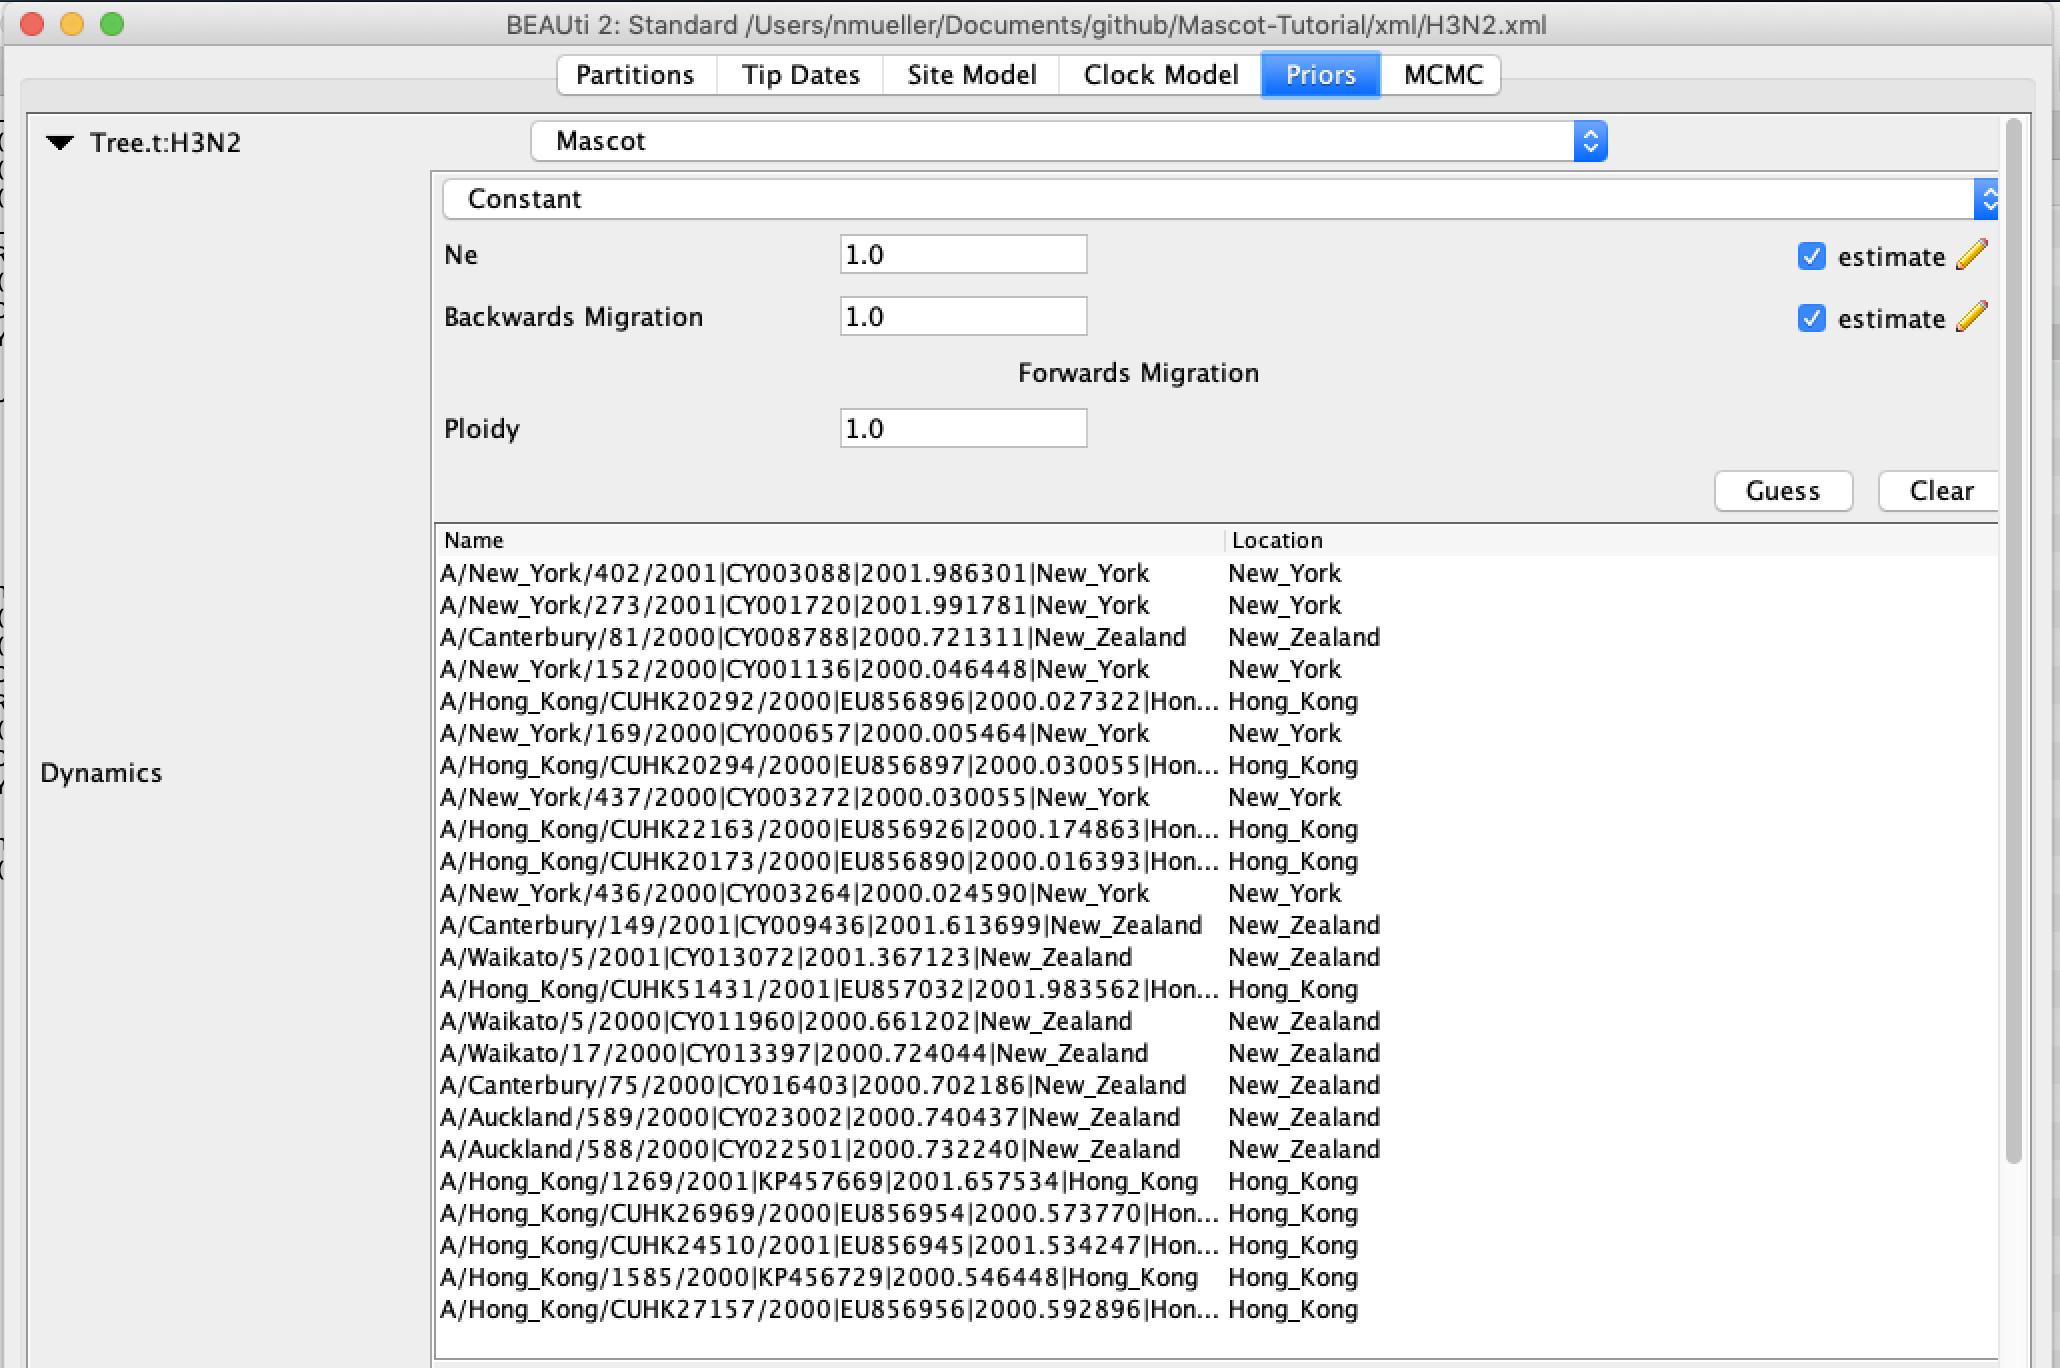 BEAUti 2: Standard /Users/nmueller/Documents/github/Mascot-Tutorial/xml/H3N2.xml
Partitions Tip Dates Site Model Clock Model Priors MCMC
Tree.t:H3N2 Mascot
Constant
Ne 1.0 estimate
Backwards Migration 1.0 estimate
Forwards Migration
Ploidy 1.0
Guess Clear
Name Location
A/New_York/402/2001|CY003088|2001.986301|New_York New_York
A/New_York/273/2001|CY001720|2001.991781|New_York New_York
A/Canterbury/81/2000|CY008788|2000.721311|New_Zealand New_Zealand
A/New_York/152/2000|CY001136|2000.046448|New_York New_York
A/Hong_Kong/CUHK20292/2000|EU856896|2000.027322|Hon... Hong_Kong
A/New_York/169/2000|CY000657|2000.005464|New_York New_York
A/Hong_Kong/CUHK20294/2000|EU856897|2000.030055|Hon... Hong_Kong
Dynamics
A/New_York/437/2000|CY003272|2000.030055|New_York New_York
A/Hong_Kong/CUHK22163/2000|EU856926|2000.174863|Hon... Hong_Kong
A/Hong_Kong/CUHK20173/2000|EU856890|2000.016393|Hon... Hong_Kong
A/New_York/436/2000|CY003264|2000.024590|New_York New_York
A/Canterbury/149/2001|CY009436|2001.613699|New_Zealand New_Zealand
A/Waikato/5/2001|CY013072|2001.367123|New_Zealand New_Zealand
A/Hong_Kong/CUHK51431/2001|EU857032|2001.983562|Hon... Hong_Kong
A/Waikato/5/2000|CY011960|2000.661202|New_Zealand New_Zealand
A/Waikato/17/2000|CY013397|2000.724044|New_Zealand New_Zealand
A/Canterbury/75/2000|CY016403|2000.702186|New_Zealand New_Zealand
A/Auckland/589/2000|CY023002|2000.740437|New_Zealand New_Zealand
A/Auckland/588/2000|CY022501|2000.732240|New_Zealand New_Zealand
A/Hong_Kong/1269/2001|KP457669|2001.657534|Hong_Kong Hong_Kong
A/Hong_Kong/CUHK26969/2000|EU856954|2000.573770|Hon... Hong_Kong
A/Hong_Kong/CUHK24510/2001|EU856945|2001.534247|Hon... Hong_Kong
A/Hong_Kong/1585/2000|KP456729|2000.546448|Hong_Kong Hong_Kong
A/Hong_Kong/CUHK27157/2000|EU856956|2000.592896|Hon... Hong_Kong